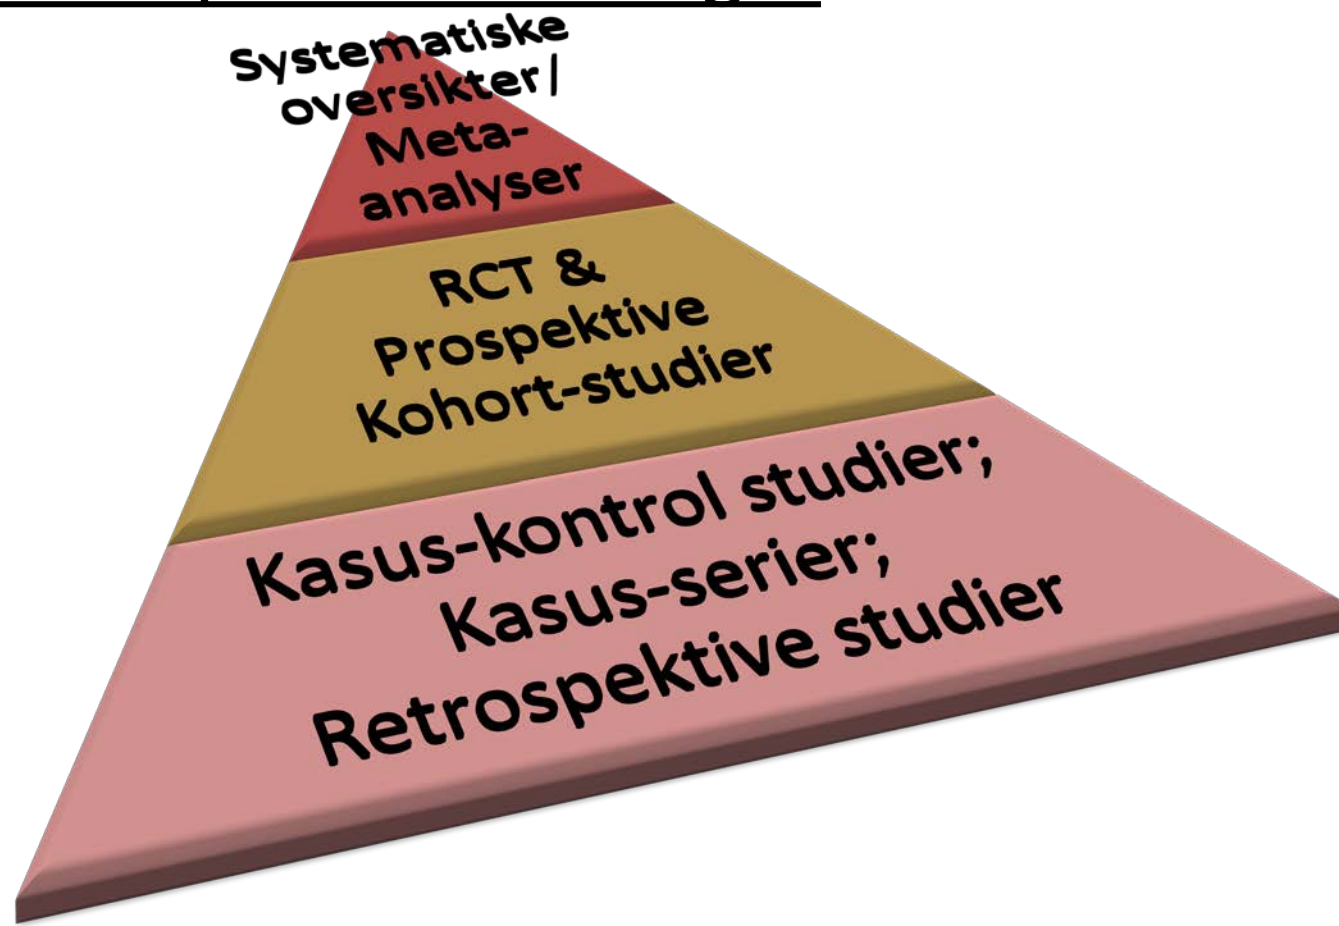 Systematiske
oversikter/
Meta-
analyser
RCT &
Prospektive
Kohort-studier
Kasus-kontrol studier;
Kasus-serier;
Retrospektive studier